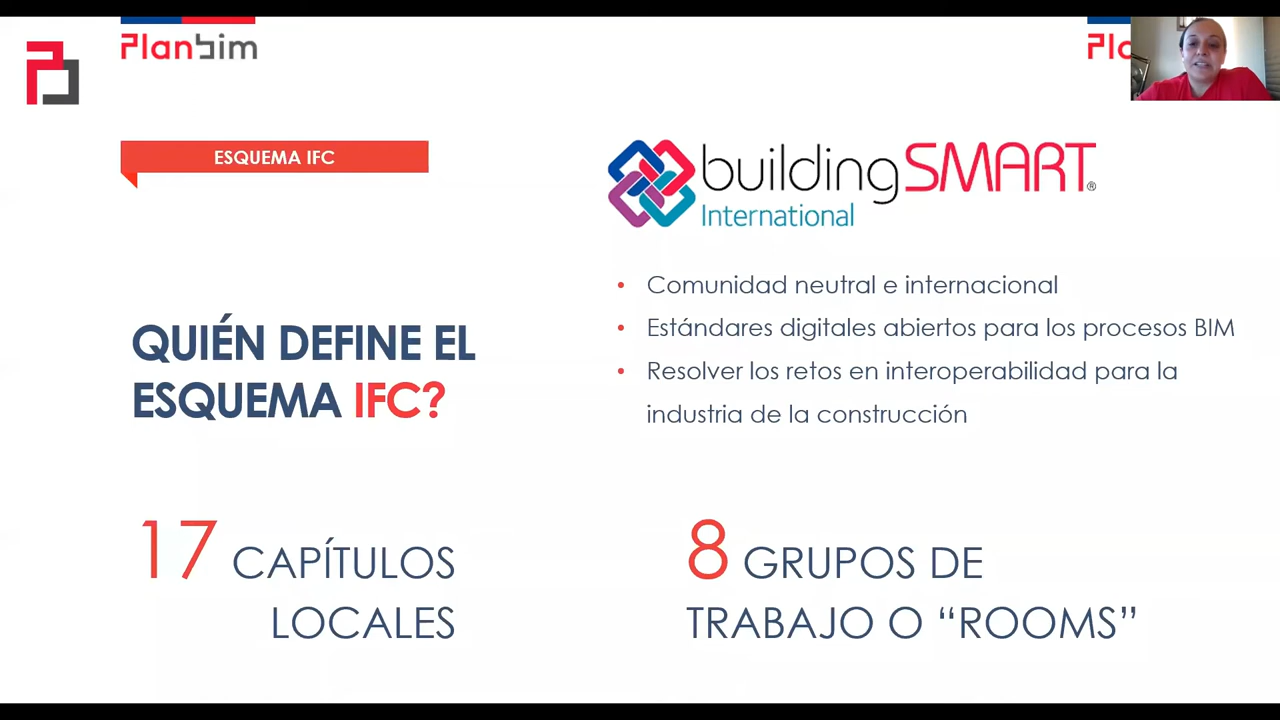 Planbim
Pl
ESQUEMA IFC
buildingSMART®
International
• Comunidad neutral e internacional
• Estándares digitales abiertos para los procesos BIM
• Resolver los retos en interoperabilidad para la
industria de la construcción
QUIÉN DEFINE EL
ESQUEMA IFC?
17 CAPÍTULOS
LOCALES
8 GRUPOS DE
TRABAJO O “ROOMS”